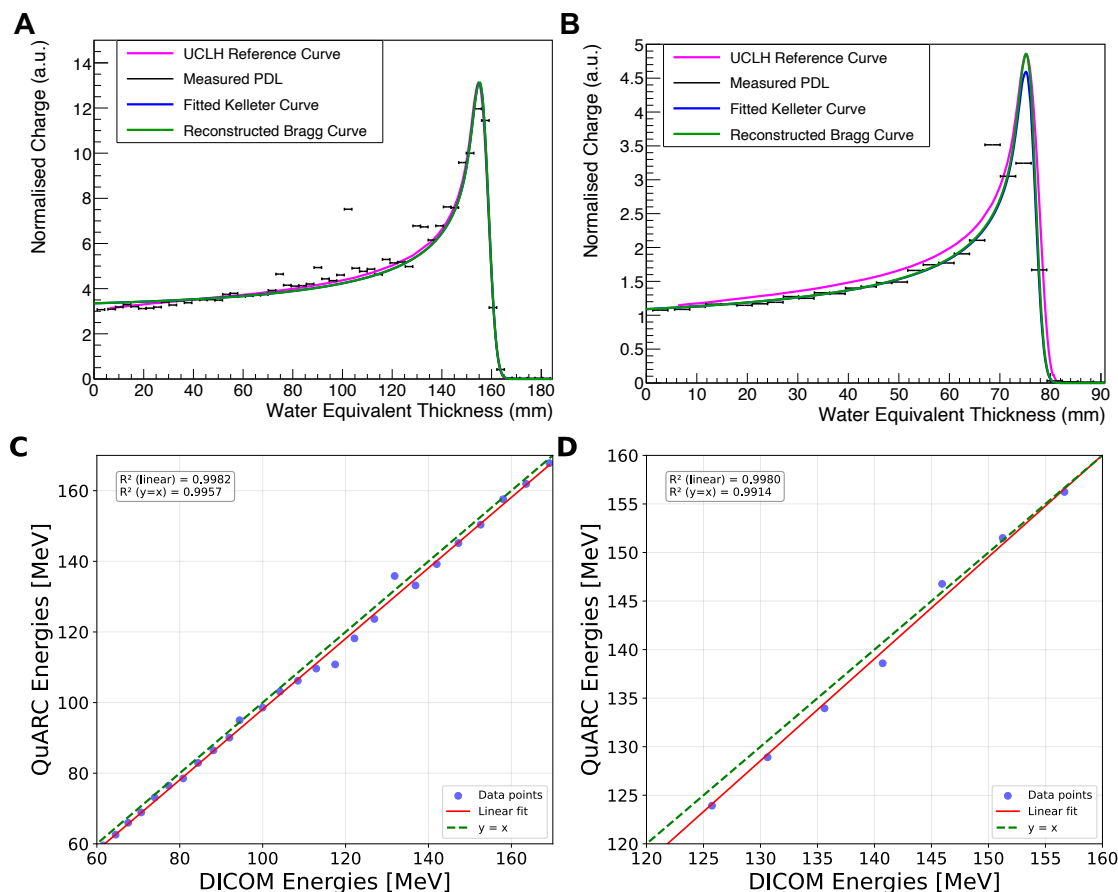 A
UCLH Reference Curve
Measured PDL
Fitted Kelleter Curve
Reconstructed Bragg Curve
Normalised Charge (a.u.)
14
12
10
8
6
4
2
0
0 20 40 60 80 100 120 140 160 180
Water Equivalent Thickness (mm)
B
UCLH Reference Curve
Measured PDL
Fitted Kelleter Curve
Reconstructed Bragg Curve
Normalised Charge (a.u.)
5
4.5
4
3.5
3
2.5
2
1.5
1
0.5
0
0 10 20 30 40 50 60 70 80 90
Water Equivalent Thickness (mm)
C
R² (linear) = 0.9982
R² (y=x) = 0.9957
QuARC Energies [MeV]
160
140
120
100
80
60
Data points
Linear fit
y = x
60 80 100 120 140 160
DICOM Energies [MeV]
D
R² (linear) = 0.9980
R² (y=x) = 0.9914
QuARC Energies [MeV]
160
155
150
145
140
135
130
125
120
Data points
Linear fit
y = x
120 125 130 135 140 145 150 155 160
DICOM Energies [MeV]